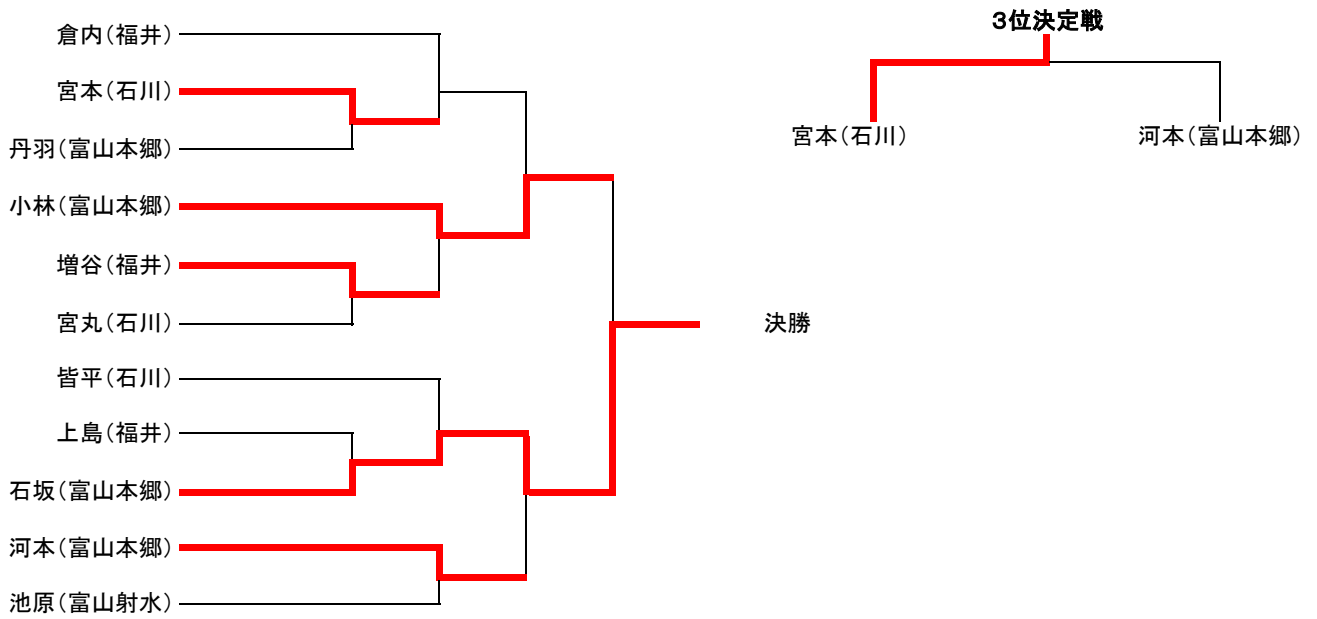 倉内(福井)
宮本(石川)
丹羽(富山本郷)
小林(富山本郷)
増谷(福井)
宮丸(石川)
皆平(石川)
上島(福井)
石坂(富山本郷)
河本(富山本郷)
池原(富山射水)
決勝
3位決定戦
宮本(石川)
河本(富山本郷)